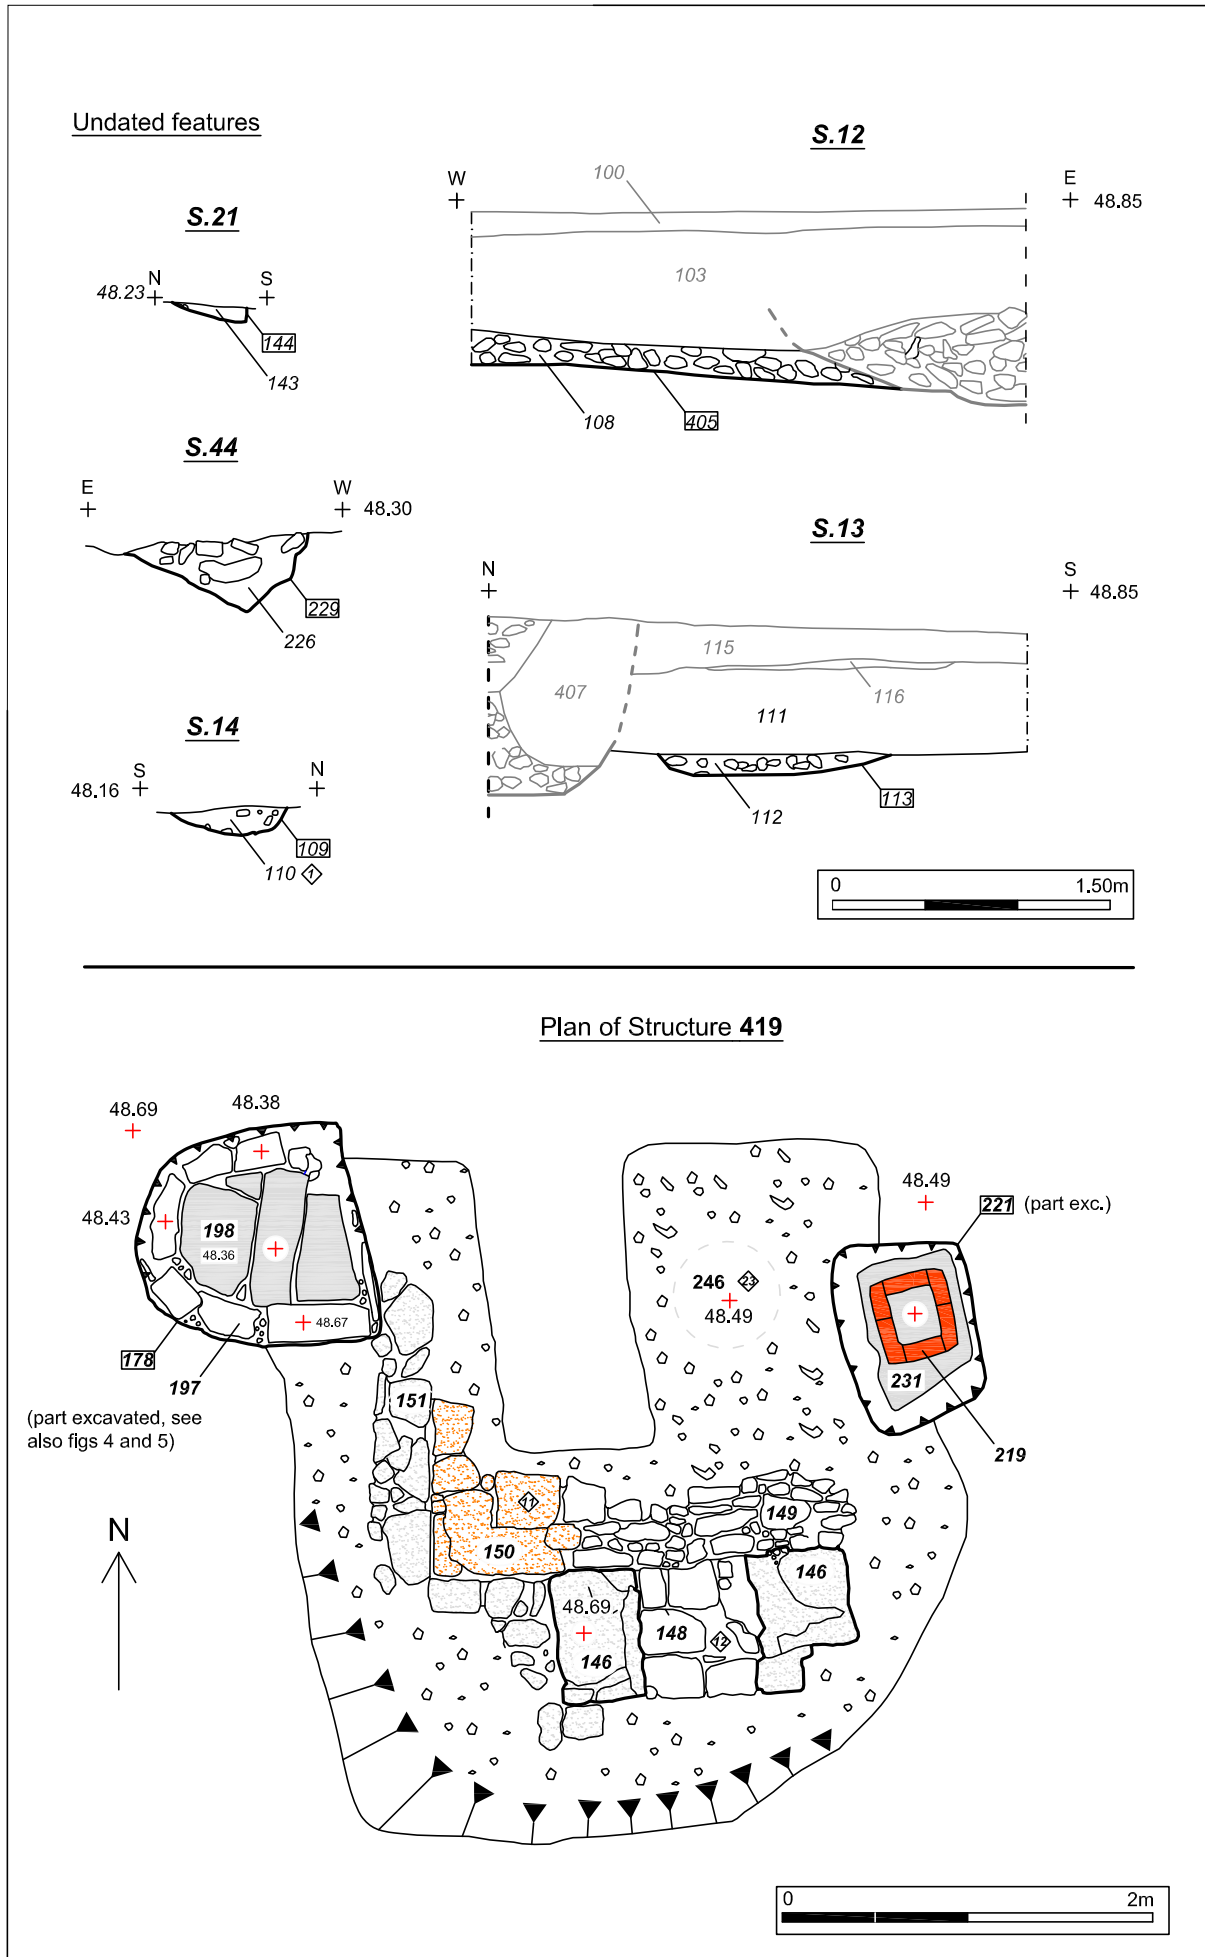 Undated features
S.21
N S
48.23
144
143
S.44
E W
48.30
229
226
S.14
S N
48.16
109
110 1
S.12
W E
48.85
100
103
108 405
S.13
N S
48.85
115
116
407
111
112 113
0 1.50m
Plan of Structure 419
48.69 48.38
48.43
198
48.36
48.67
178
197
(part excavated, see
also figs 4 and 5)
48.49
221 (part exc.)
246 23
48.49
231
219
151
11
150
149
146
48.69
146
148 12
N
0 2m